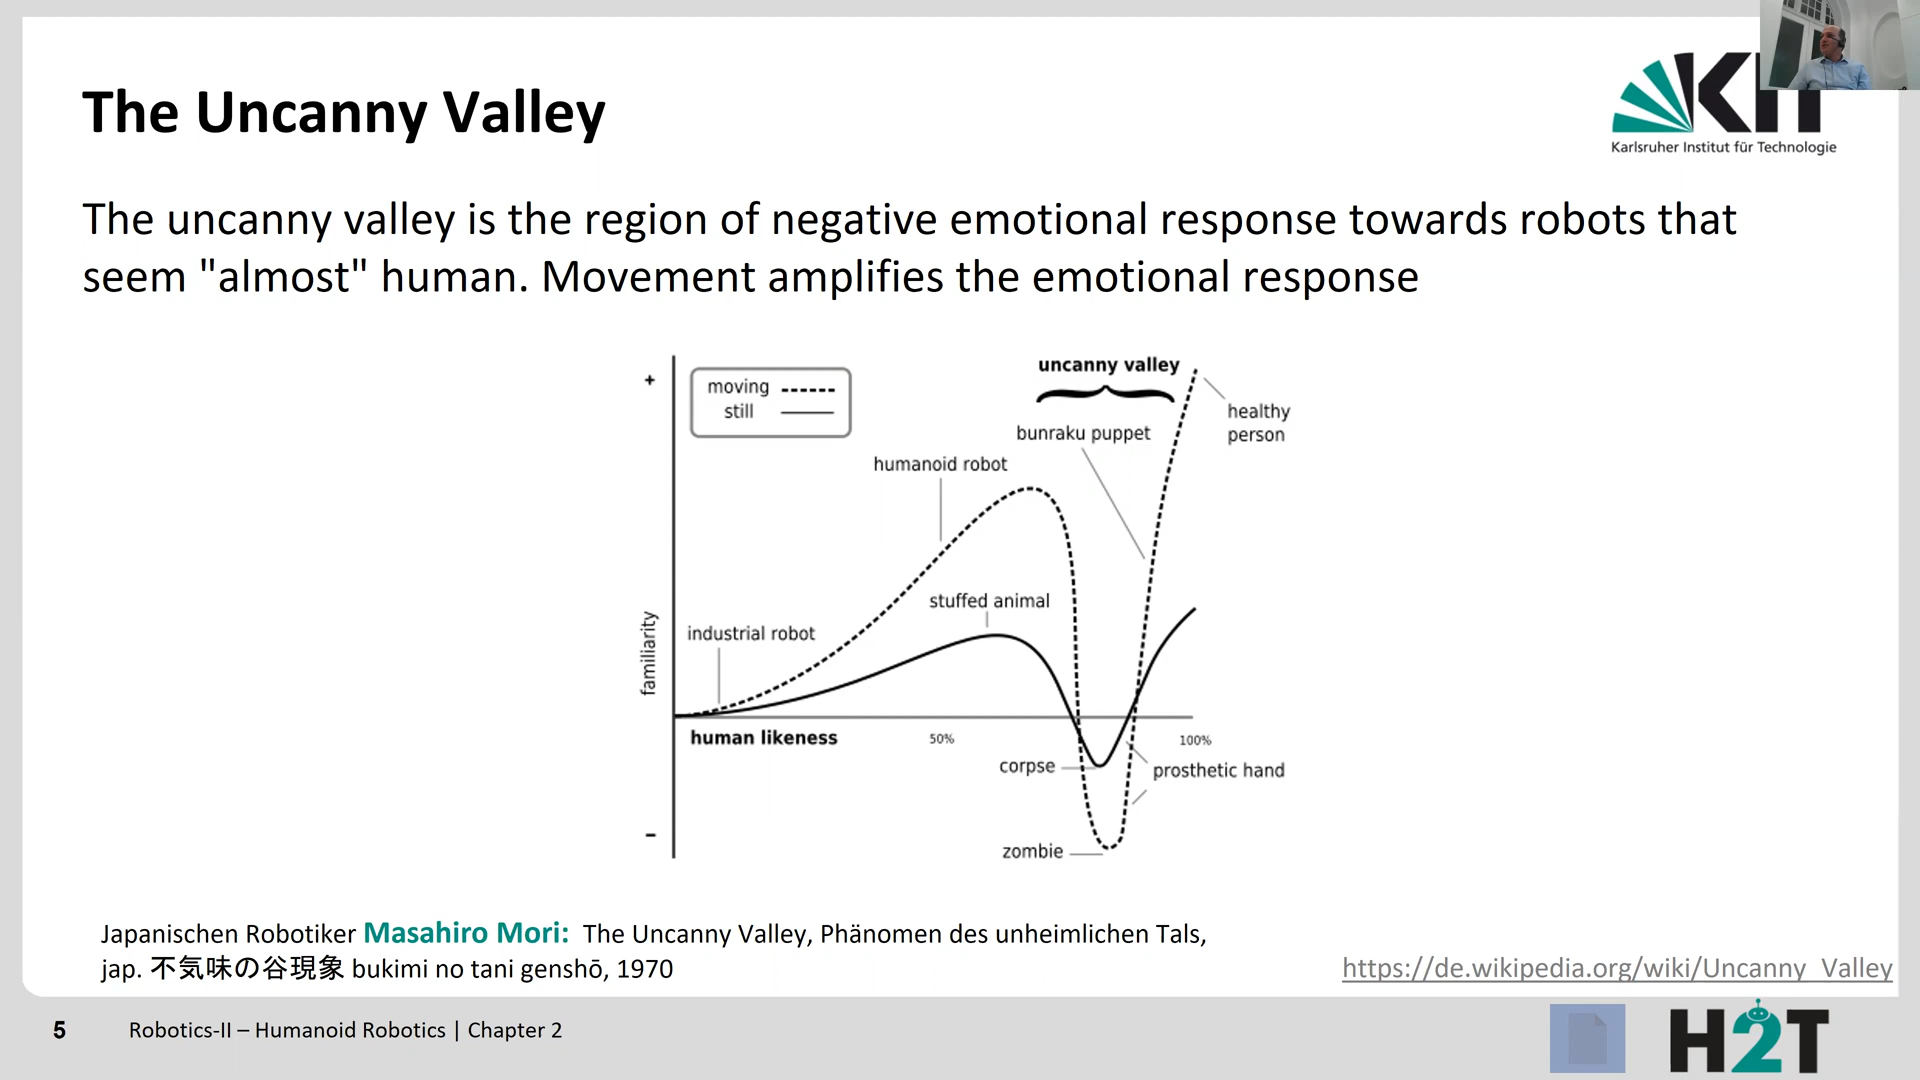 The Uncanny Valley
KIT
Karlsruher Institut für Technologie
The uncanny valley is the region of negative emotional response towards robots that
seem "almost" human. Movement amplifies the emotional response
uncanny valley
+
moving
still
healthy
person
bunraku puppet
humanoid robot
stuffed animal
industrial robot
familiarity
human likeness
50%
100%
corpse
prosthetic hand
–
zombie
Japanischen Robotiker Masahiro Mori: The Uncanny Valley, Phänomen des unheimlichen Tals,
jap. 不気味の谷現象 bukimi no tani genshō, 1970
https://de.wikipedia.org/wiki/Uncanny_Valley
5
Robotics-II – Humanoid Robotics | Chapter 2
H2T